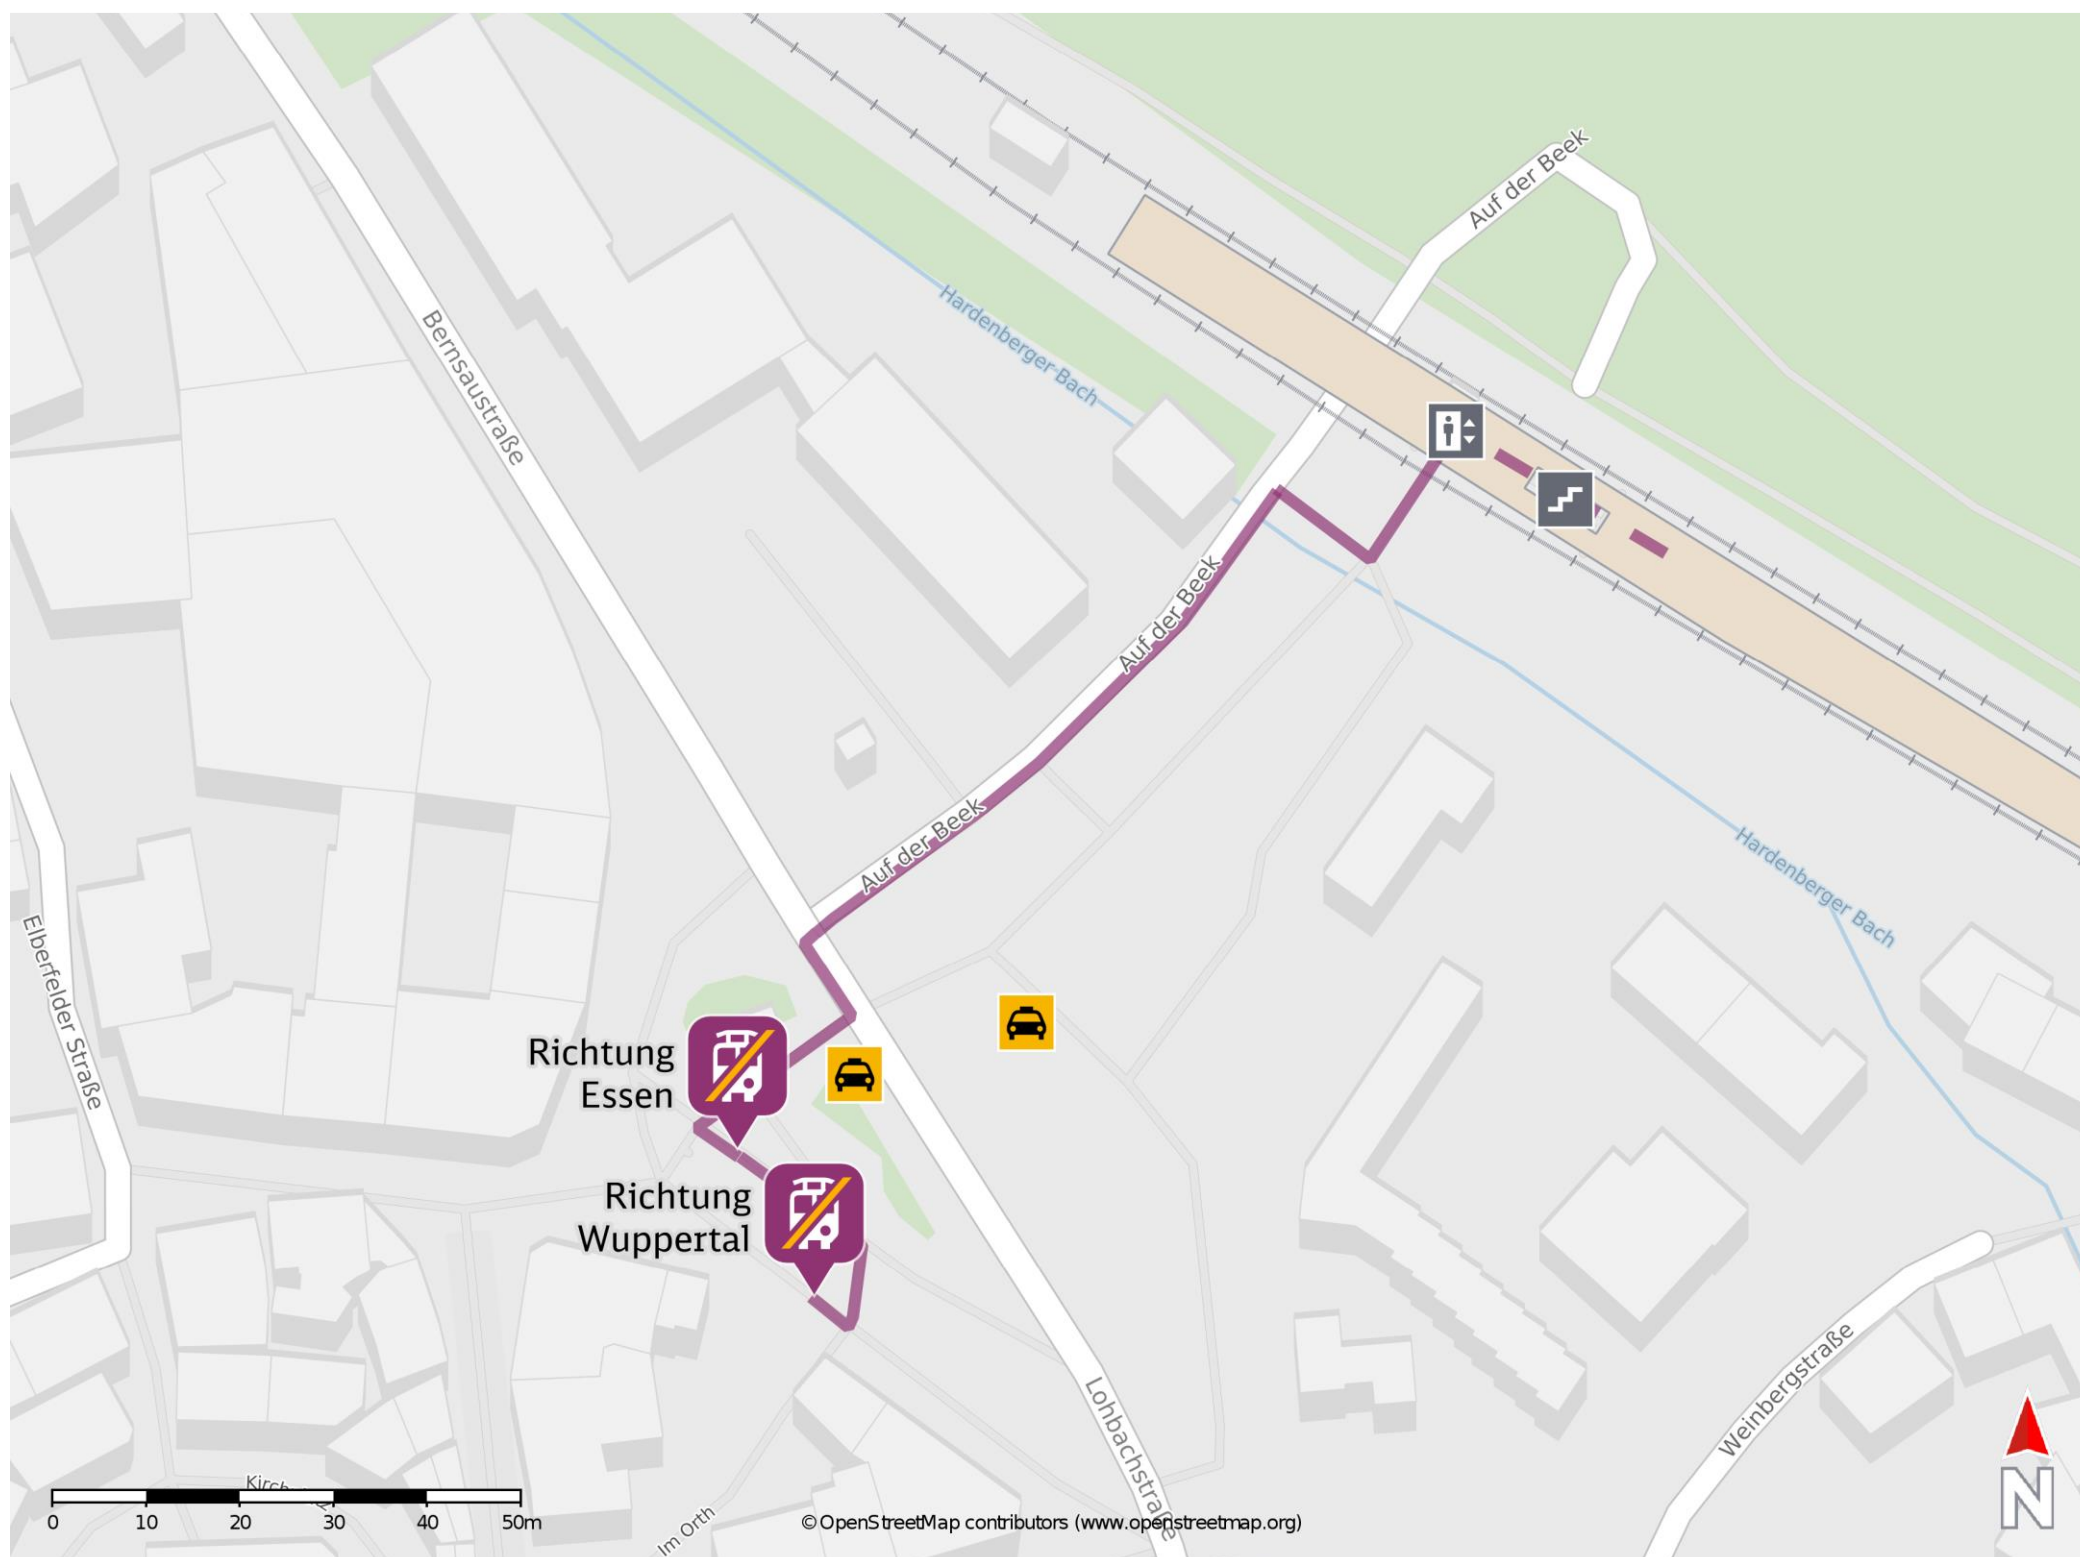 Auf der Beek
Hardenberger Bach
Bernsaustraße
Auf der Beek
Auf der Beek
Hardenberger Bach
Elberfelder Straße
Richtung
Essen
Richtung
Wuppertal
Weinbergstraße
Lohbachstraße
Im Orth
0 10 20 30 40 50m
© OpenStreetMap contributors (www.openstreetmap.org)
N